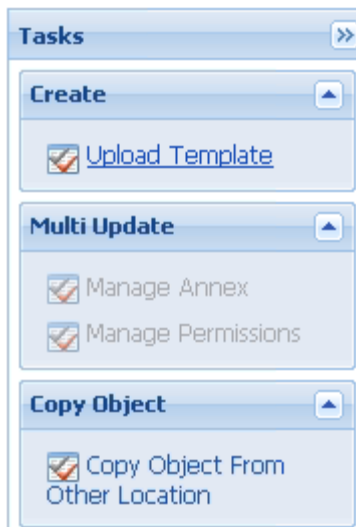 Tasks
Create
Upload Template
Multi Update
Manage Annex
Manage Permissions
Copy Object
Copy Object From
Other Location